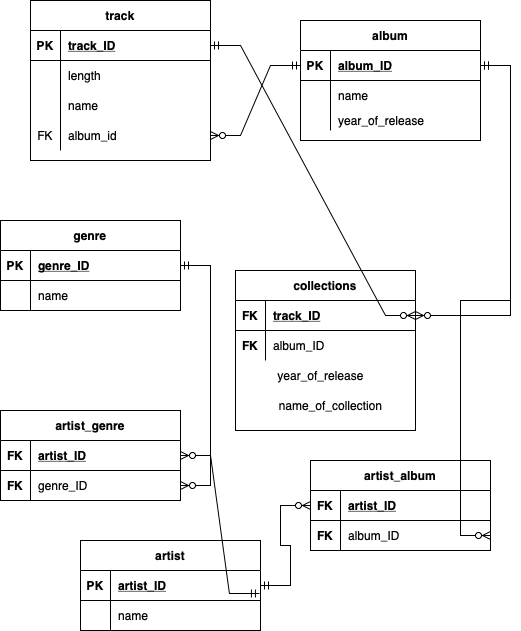 track
PK track_ID
length
name
FK album_id
album
PK album_ID
name
year_of_release
genre
PK genre_ID
name
collections
FK track_ID
FK album_ID
year_of_release
name_of_collection
artist_genre
FK artist_ID
FK genre_ID
artist_album
FK artist_ID
FK album_ID
artist
PK artist_ID
name